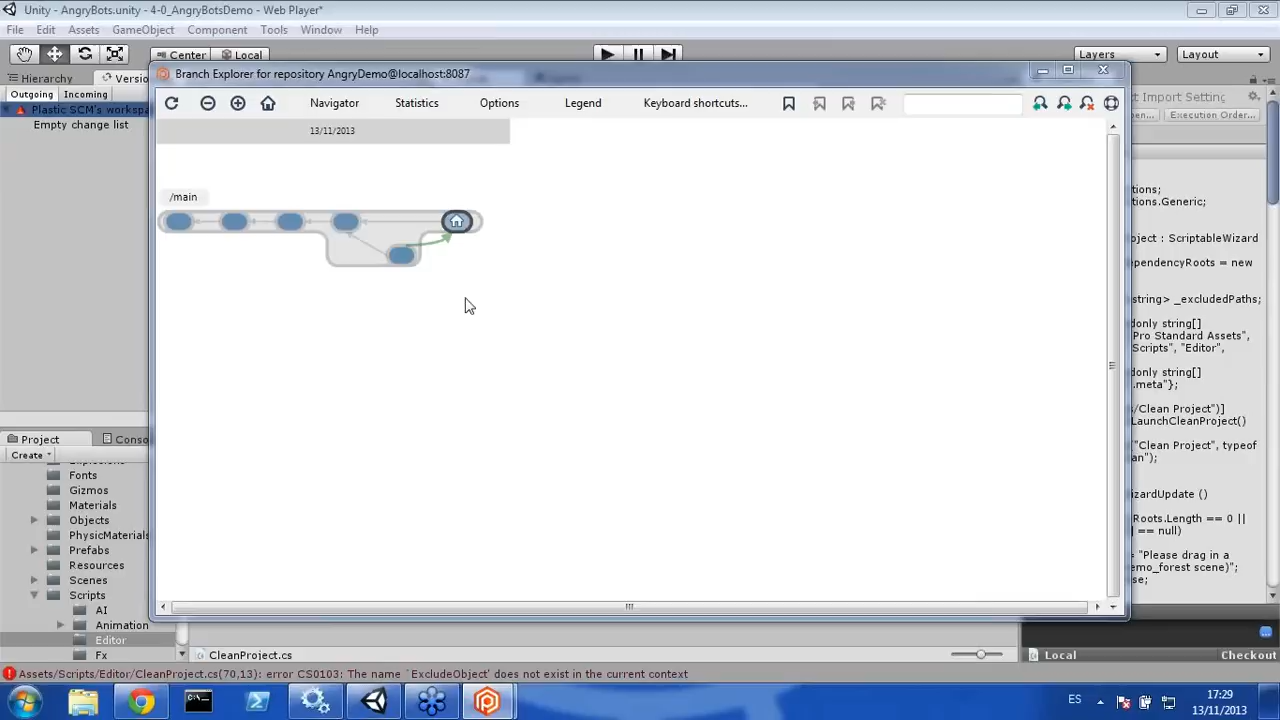 Unity - AngryBots.unity - 4-0_AngryBotsDemo - Web Player*
File Edit Assets GameObject Component Tools Window Help
Center Local Layers Layout
Branch Explorer for repository AngryDemo@localhost:8087
Hierarchy Versio
Outgoing Incoming
Plastic SCM's workspa
Empty change list
Navigator Statistics Options Legend Keyboard shortcuts...
13/11/2013
/main
t Import Setting
en... Execution Order...
tions;
tions.Generic;
oject : ScriptableWizard
ependencyRoots = new
string> _excludedPaths;
donly string[]
Pro Standard Assets",
Scripts", "Editor",
donly string[]
.meta"};
s/Clean Project")]
LaunchCleanProject()
("Clean Project", typeof
an");
izardUpdate ()
Roots.Length == 0 ||
== null)
= "Please drag in a
emo_forest scene)";
se;
Project Conso
Create
Fonts
Gizmos
Materials
Objects
PhysicMaterials
Prefabs
Resources
Scenes
Scripts
AI
Animation
Editor
Fx
CleanProject.cs
Local Checkout
Assets/Scripts/Editor/CleanProject.cs(70,13): error CS0103: The name `ExcludeObject' does not exist in the current context
ES
17:29
13/11/2013